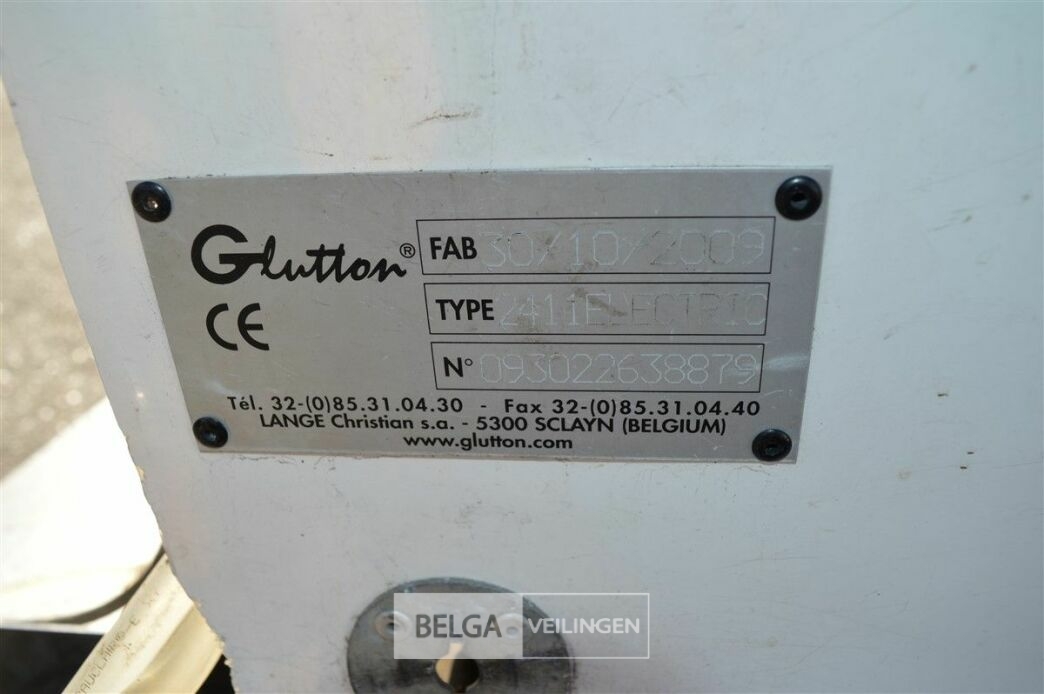 Glutton®
CE
FAB 30/10/2009
TYPE 2411ELECTRIC
N° 093022638879
Tél. 32-(0)85.31.04.30 - Fax 32-(0)85.31.04.40
LANGE Christian s.a. - 5300 SCLAYN (BELGIUM)
www.glutton.com
BELGA VEILINGEN